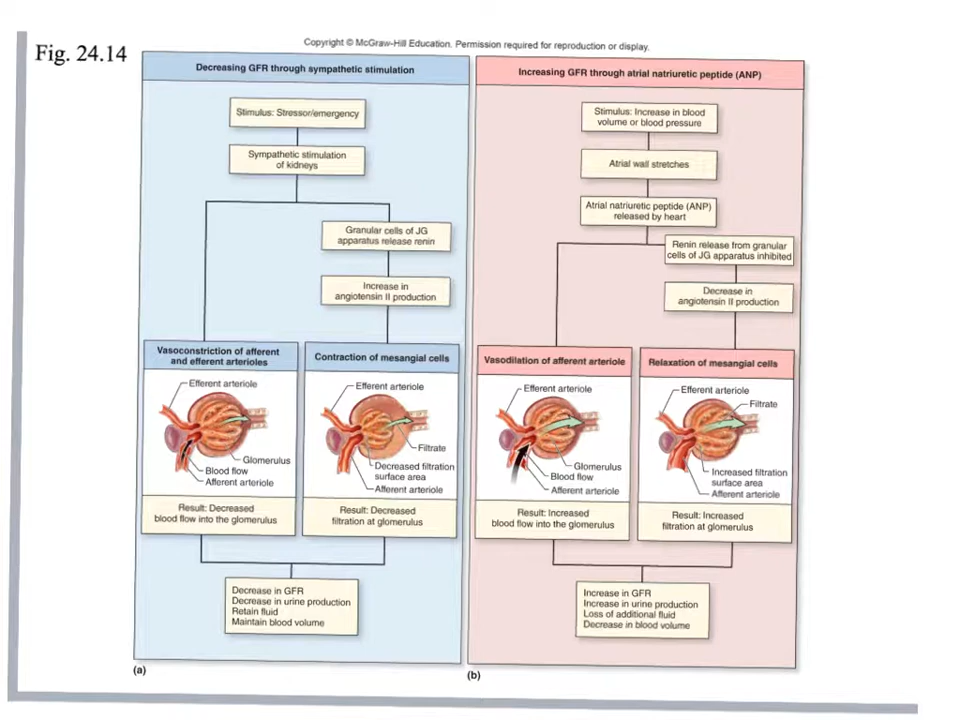 Copyright © McGraw-Hill Education. Permission required for reproduction or display.
Fig. 24.14
Decreasing GFR through sympathetic stimulation
Stimulus: Stressor/emergency
Sympathetic stimulation
of kidneys
Granular cells of JG
apparatus release renin
Increase in
angiotensin II production
Vasoconstriction of afferent
and efferent arterioles
Efferent arteriole
Glomerulus
Blood flow
Afferent arteriole
Result: Decreased
blood flow into the glomerulus
Contraction of mesangial cells
Efferent arteriole
Filtrate
Decreased filtration
surface area
Afferent arteriole
Result: Decreased
filtration at glomerulus
Decrease in GFR
Decrease in urine production
Retain fluid
Maintain blood volume
(a)
Increasing GFR through atrial natriuretic peptide (ANP)
Stimulus: Increase in blood
volume or blood pressure
Atrial wall stretches
Atrial natriuretic peptide (ANP)
released by heart
Renin release from granular
cells of JG apparatus inhibited
Decrease in
angiotensin II production
Vasodilation of afferent arteriole
Efferent arteriole
Glomerulus
Blood flow
Afferent arteriole
Result: Increased
blood flow into the glomerulus
Relaxation of mesangial cells
Efferent arteriole
Filtrate
Increased filtration
surface area
Afferent arteriole
Result: Increased
filtration at glomerulus
Increase in GFR
Increase in urine production
Loss of additional fluid
Decrease in blood volume
(b)